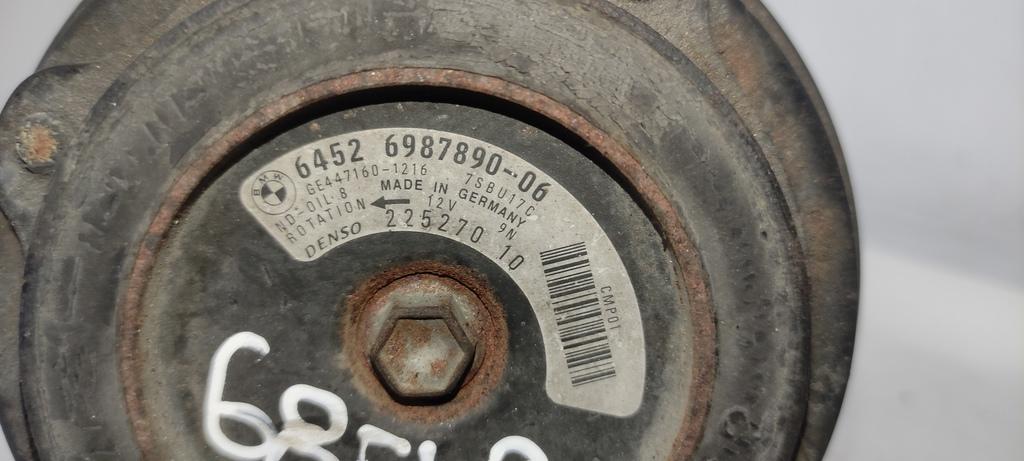 BMW
6452 6987890-06
GE447160-1216 7SBU17C
ND-OIL·8 MADE IN GERMANY
ROTATION 12V 9N
DENSO 225270 10
CMP01